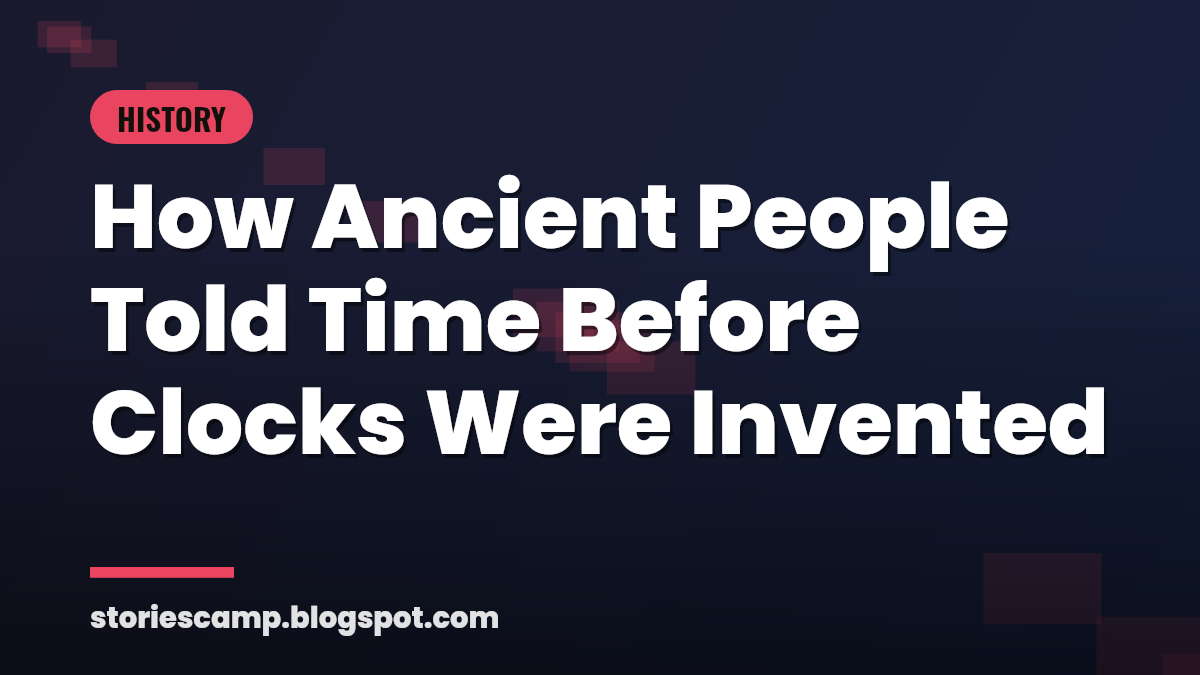 HISTORY
How Ancient People
Told Time Before
Clocks Were Invented
storiescamp.blogspot.com